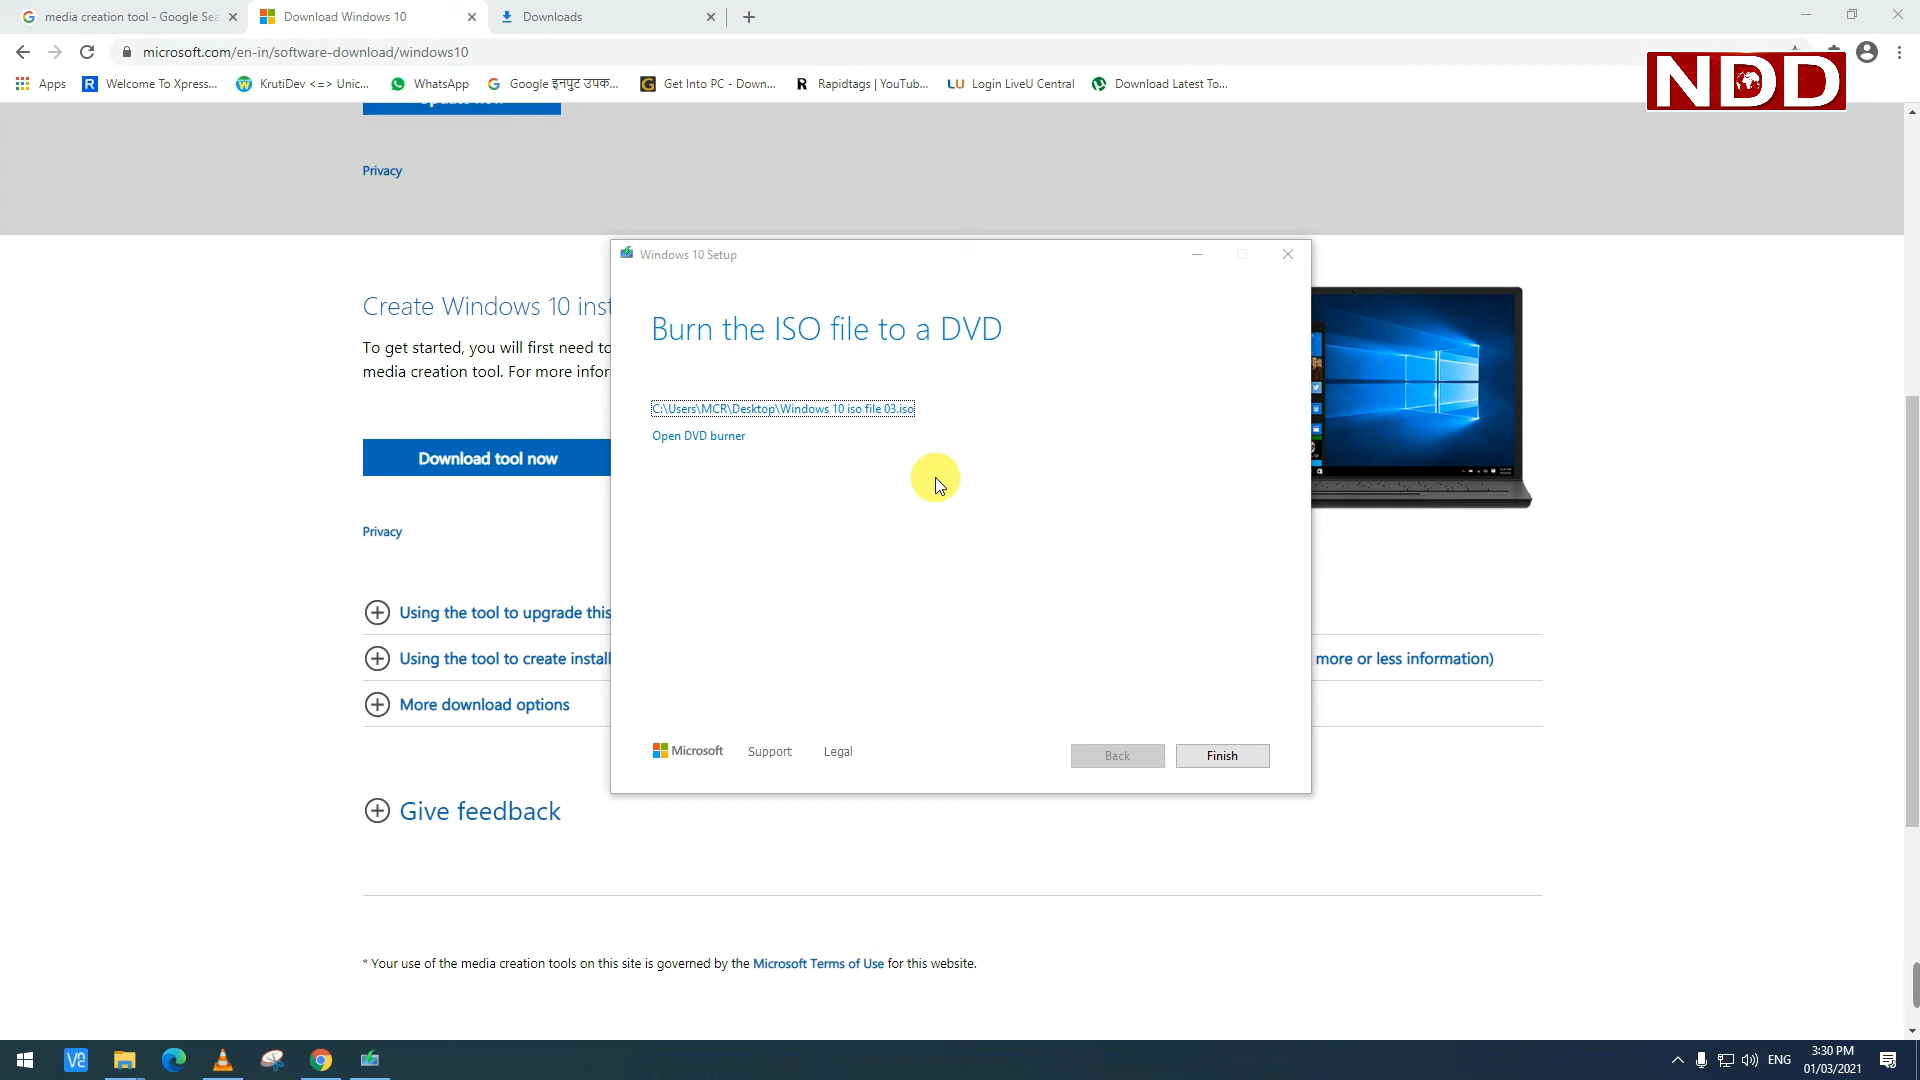 media creation tool - Google Sea
Download Windows 10
Downloads
microsoft.com/en-in/software-download/windows10
Apps
Welcome To Xpress...
KrutiDev <=> Unic...
WhatsApp
Google इनपुट उपक...
Get Into PC - Down...
Rapidtags | YouTub...
LU Login LiveU Central
Download Latest To...
NDD
Privacy
Windows 10 Setup
Create Windows 10 inst
Burn the ISO file to a DVD
To get started, you will first need to
media creation tool. For more infor
C:\Users\MCR\Desktop\Windows 10 iso file 03.iso
Open DVD burner
Download tool now
Privacy
Using the tool to upgrade this
Using the tool to create install
more or less information)
More download options
Microsoft
Support
Legal
Back
Finish
Give feedback
* Your use of the media creation tools on this site is governed by the Microsoft Terms of Use for this website.
ENG
3:30 PM
01/03/2021